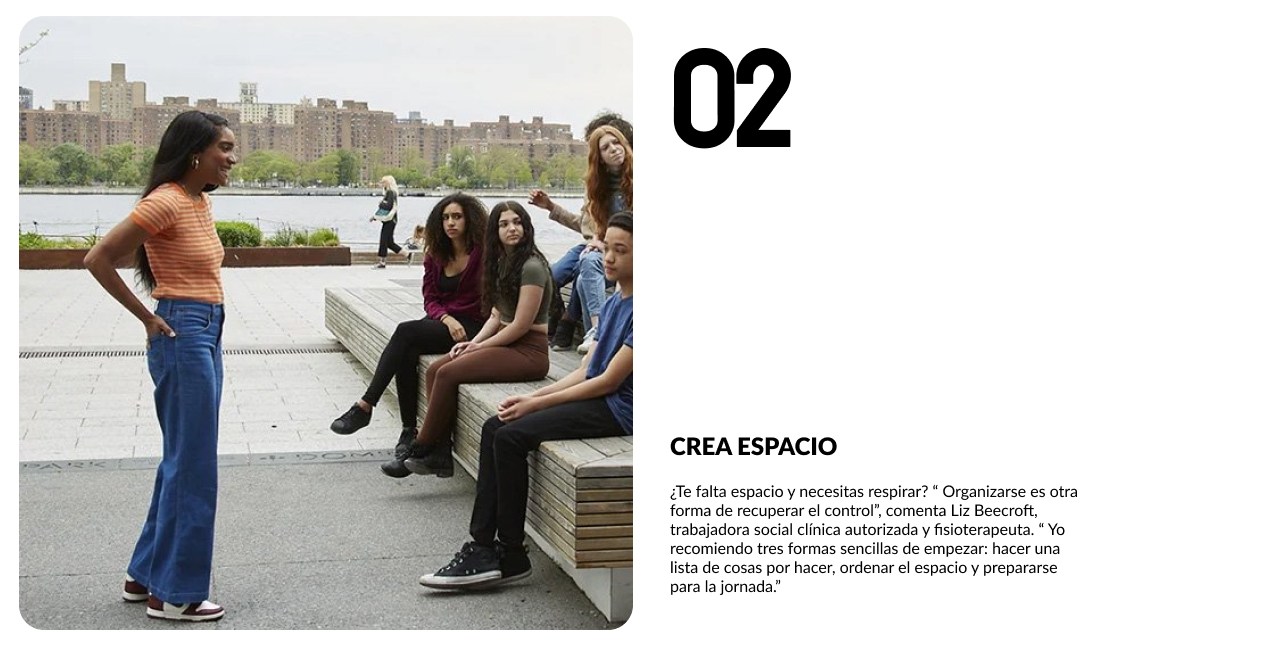 02
CREA ESPACIO
¿Te falta espacio y necesitas respirar? “ Organizarse es otra
forma de recuperar el control”, comenta Liz Beecroft,
trabajadora social clínica autorizada y fisioterapeuta. “ Yo
recomiendo tres formas sencillas de empezar: hacer una
lista de cosas por hacer, ordenar el espacio y prepararse
para la jornada.”